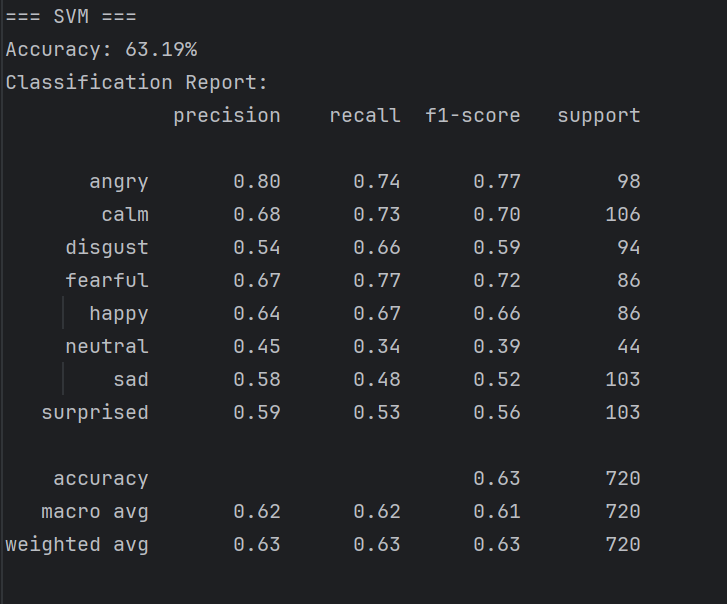 === SVM ===
Accuracy: 63.19%
Classification Report:
precision recall f1-score support
angry 0.80 0.74 0.77 98
calm 0.68 0.73 0.70 106
disgust 0.54 0.66 0.59 94
fearful 0.67 0.77 0.72 86
happy 0.64 0.67 0.66 86
neutral 0.45 0.34 0.39 44
sad 0.58 0.48 0.52 103
surprised 0.59 0.53 0.56 103
accuracy 0.63 720
macro avg 0.62 0.62 0.61 720
weighted avg 0.63 0.63 0.63 720